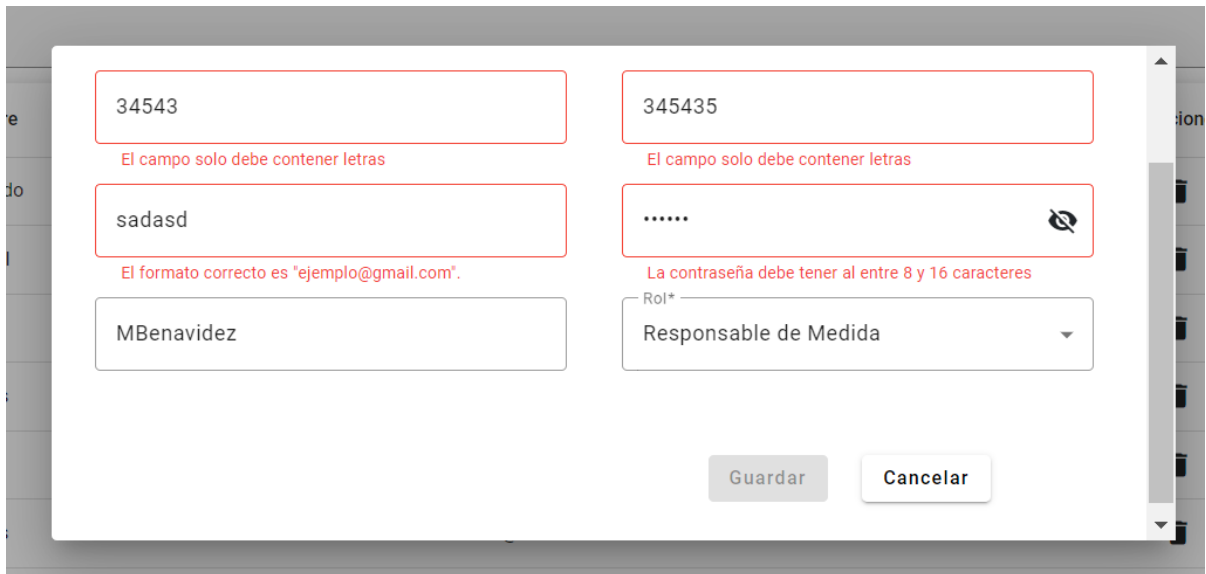 34543
345435
El campo solo debe contener letras
El campo solo debe contener letras
sadasd
••••••
El formato correcto es "ejemplo@gmail.com".
La contraseña debe tener al entre 8 y 16 caracteres
Rol*
MBenavidez
Responsable de Medida
Guardar
Cancelar